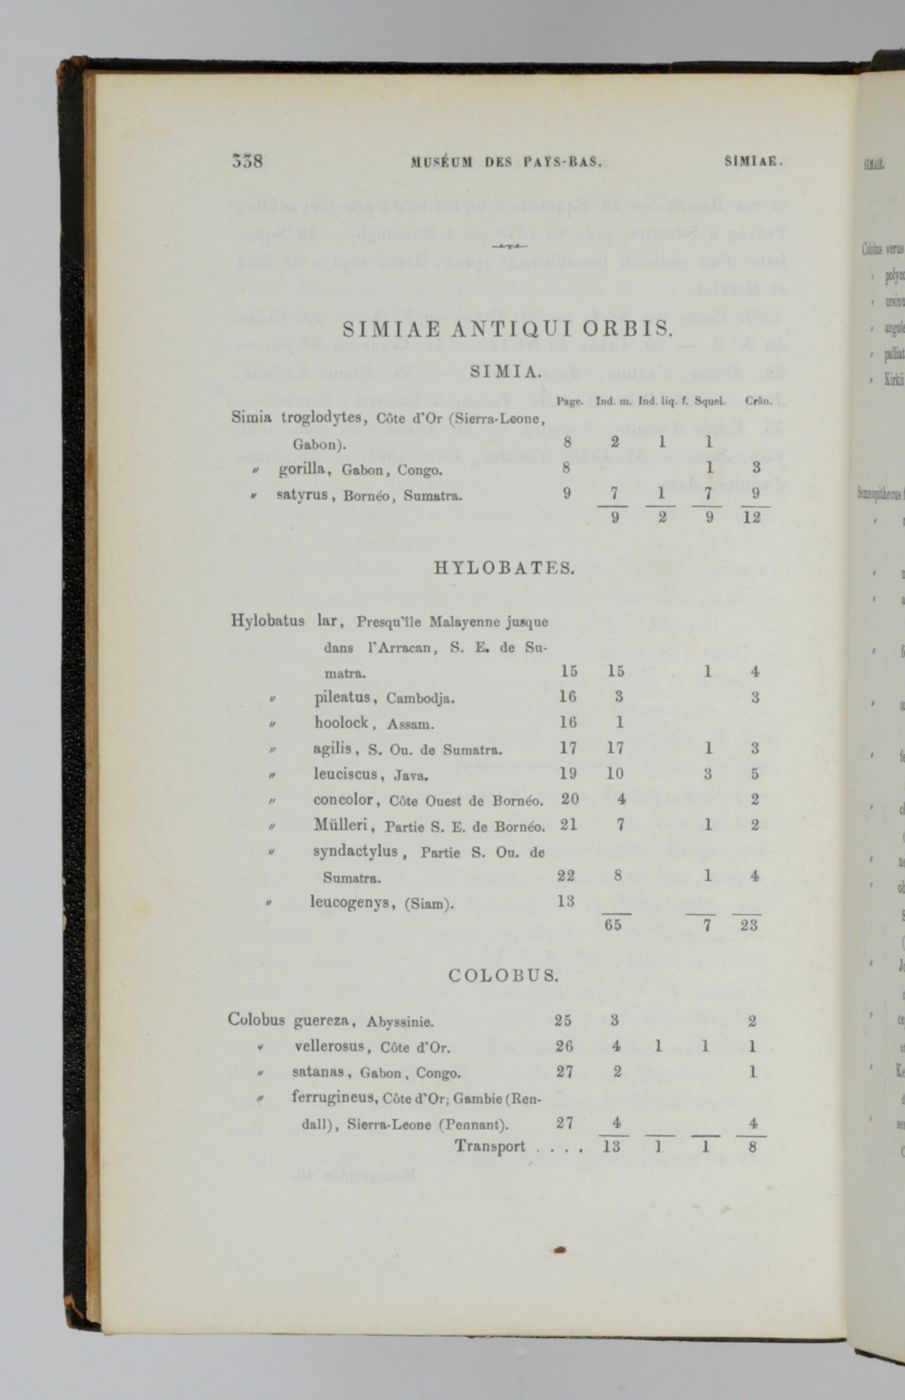 338 MUSÉUM DES PAYS-BAS. SIMIAE.
SIMIAE ANTIQUI ORBIS.
SIMIA.
Page. Ind. m. Ind. liq. f. Squel. Crân.
Simia troglodytes, Côte d'Or (Sierra-Leone,
Gabon). 8 2 1 1
〃 gorilla, Gabon, Congo. 8 1 3
〃 satyrus, Bornéo, Sumatra. 9 7 1 7 9
9 2 9 12
HYLOBATES.
Hylobatus lar, Presqu'île Malayenne jusque
dans l'Arracan, S. E. de Su-
matra. 15 15 1 4
〃 pileatus, Cambodja. 16 3 3
〃 hoolock, Assam. 16 1
〃 agilis, S. Ou. de Sumatra. 17 17 1 3
〃 leuciscus, Java. 19 10 3 5
〃 concolor, Côte Ouest de Bornéo. 20 4 2
〃 Mülleri, Partie S. E. de Bornéo. 21 7 1 2
〃 syndactylus, Partie S. Ou. de
Sumatra. 22 8 1 4
〃 leucogenys, (Siam). 13
65 7 23
COLOBUS.
Colobus guereza, Abyssinie. 25 3 2
〃 vellerosus, Côte d'Or. 26 4 1 1 1
〃 satanas, Gabon, Congo. 27 2 1
〃 ferrugineus, Côte d'Or; Gambie (Ren-
dall), Sierra-Leone (Pennant). 27 4 4
Transport . . . . 13 1 1 8